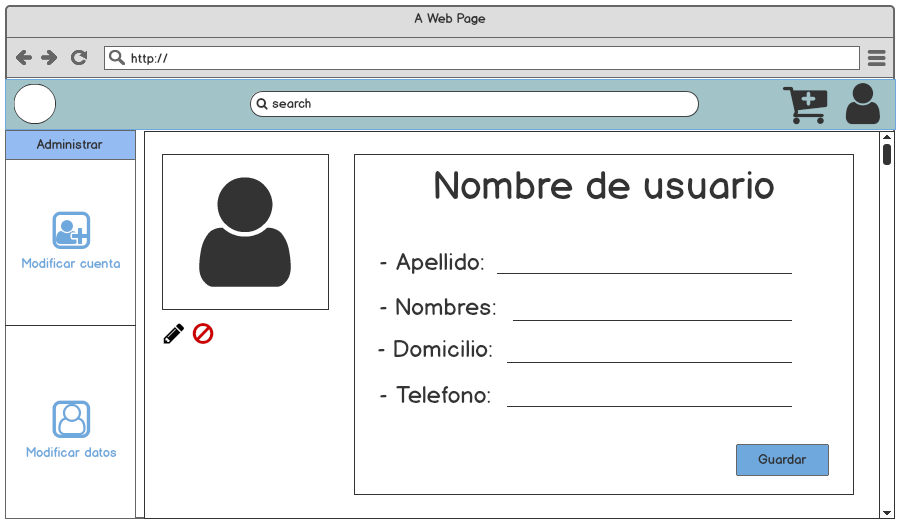 A Web Page
http://
search
Administrar
Modificar cuenta
Modificar datos
Nombre de usuario
- Apellido:
- Nombres:
- Domicilio:
- Telefono:
Guardar